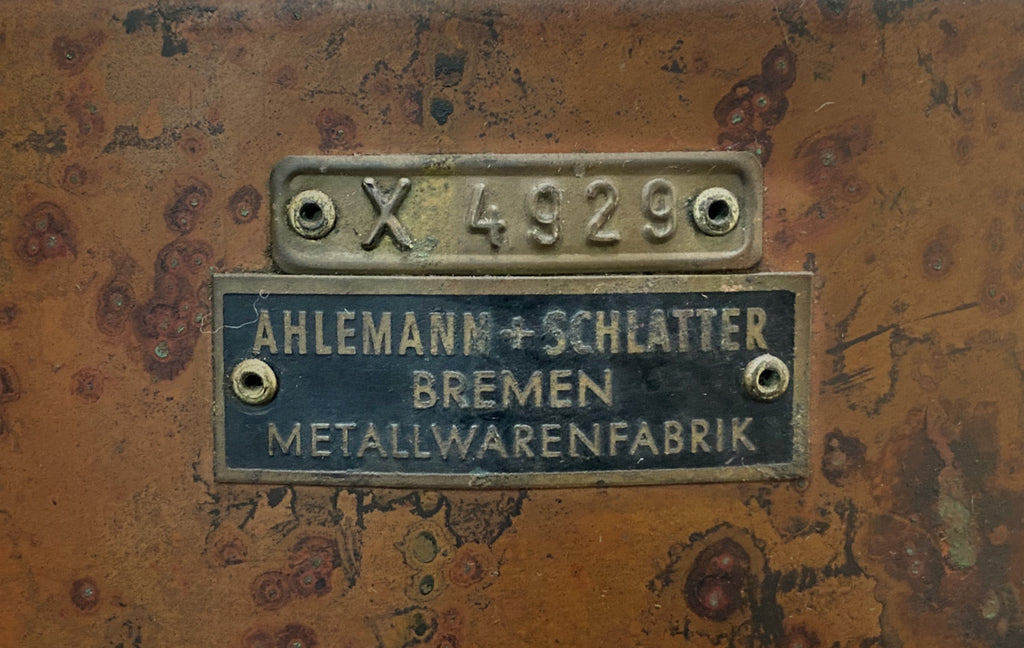 X 4929
AHLEMANN + SCHLATTER
BREMEN
METALLWARENFABRIK